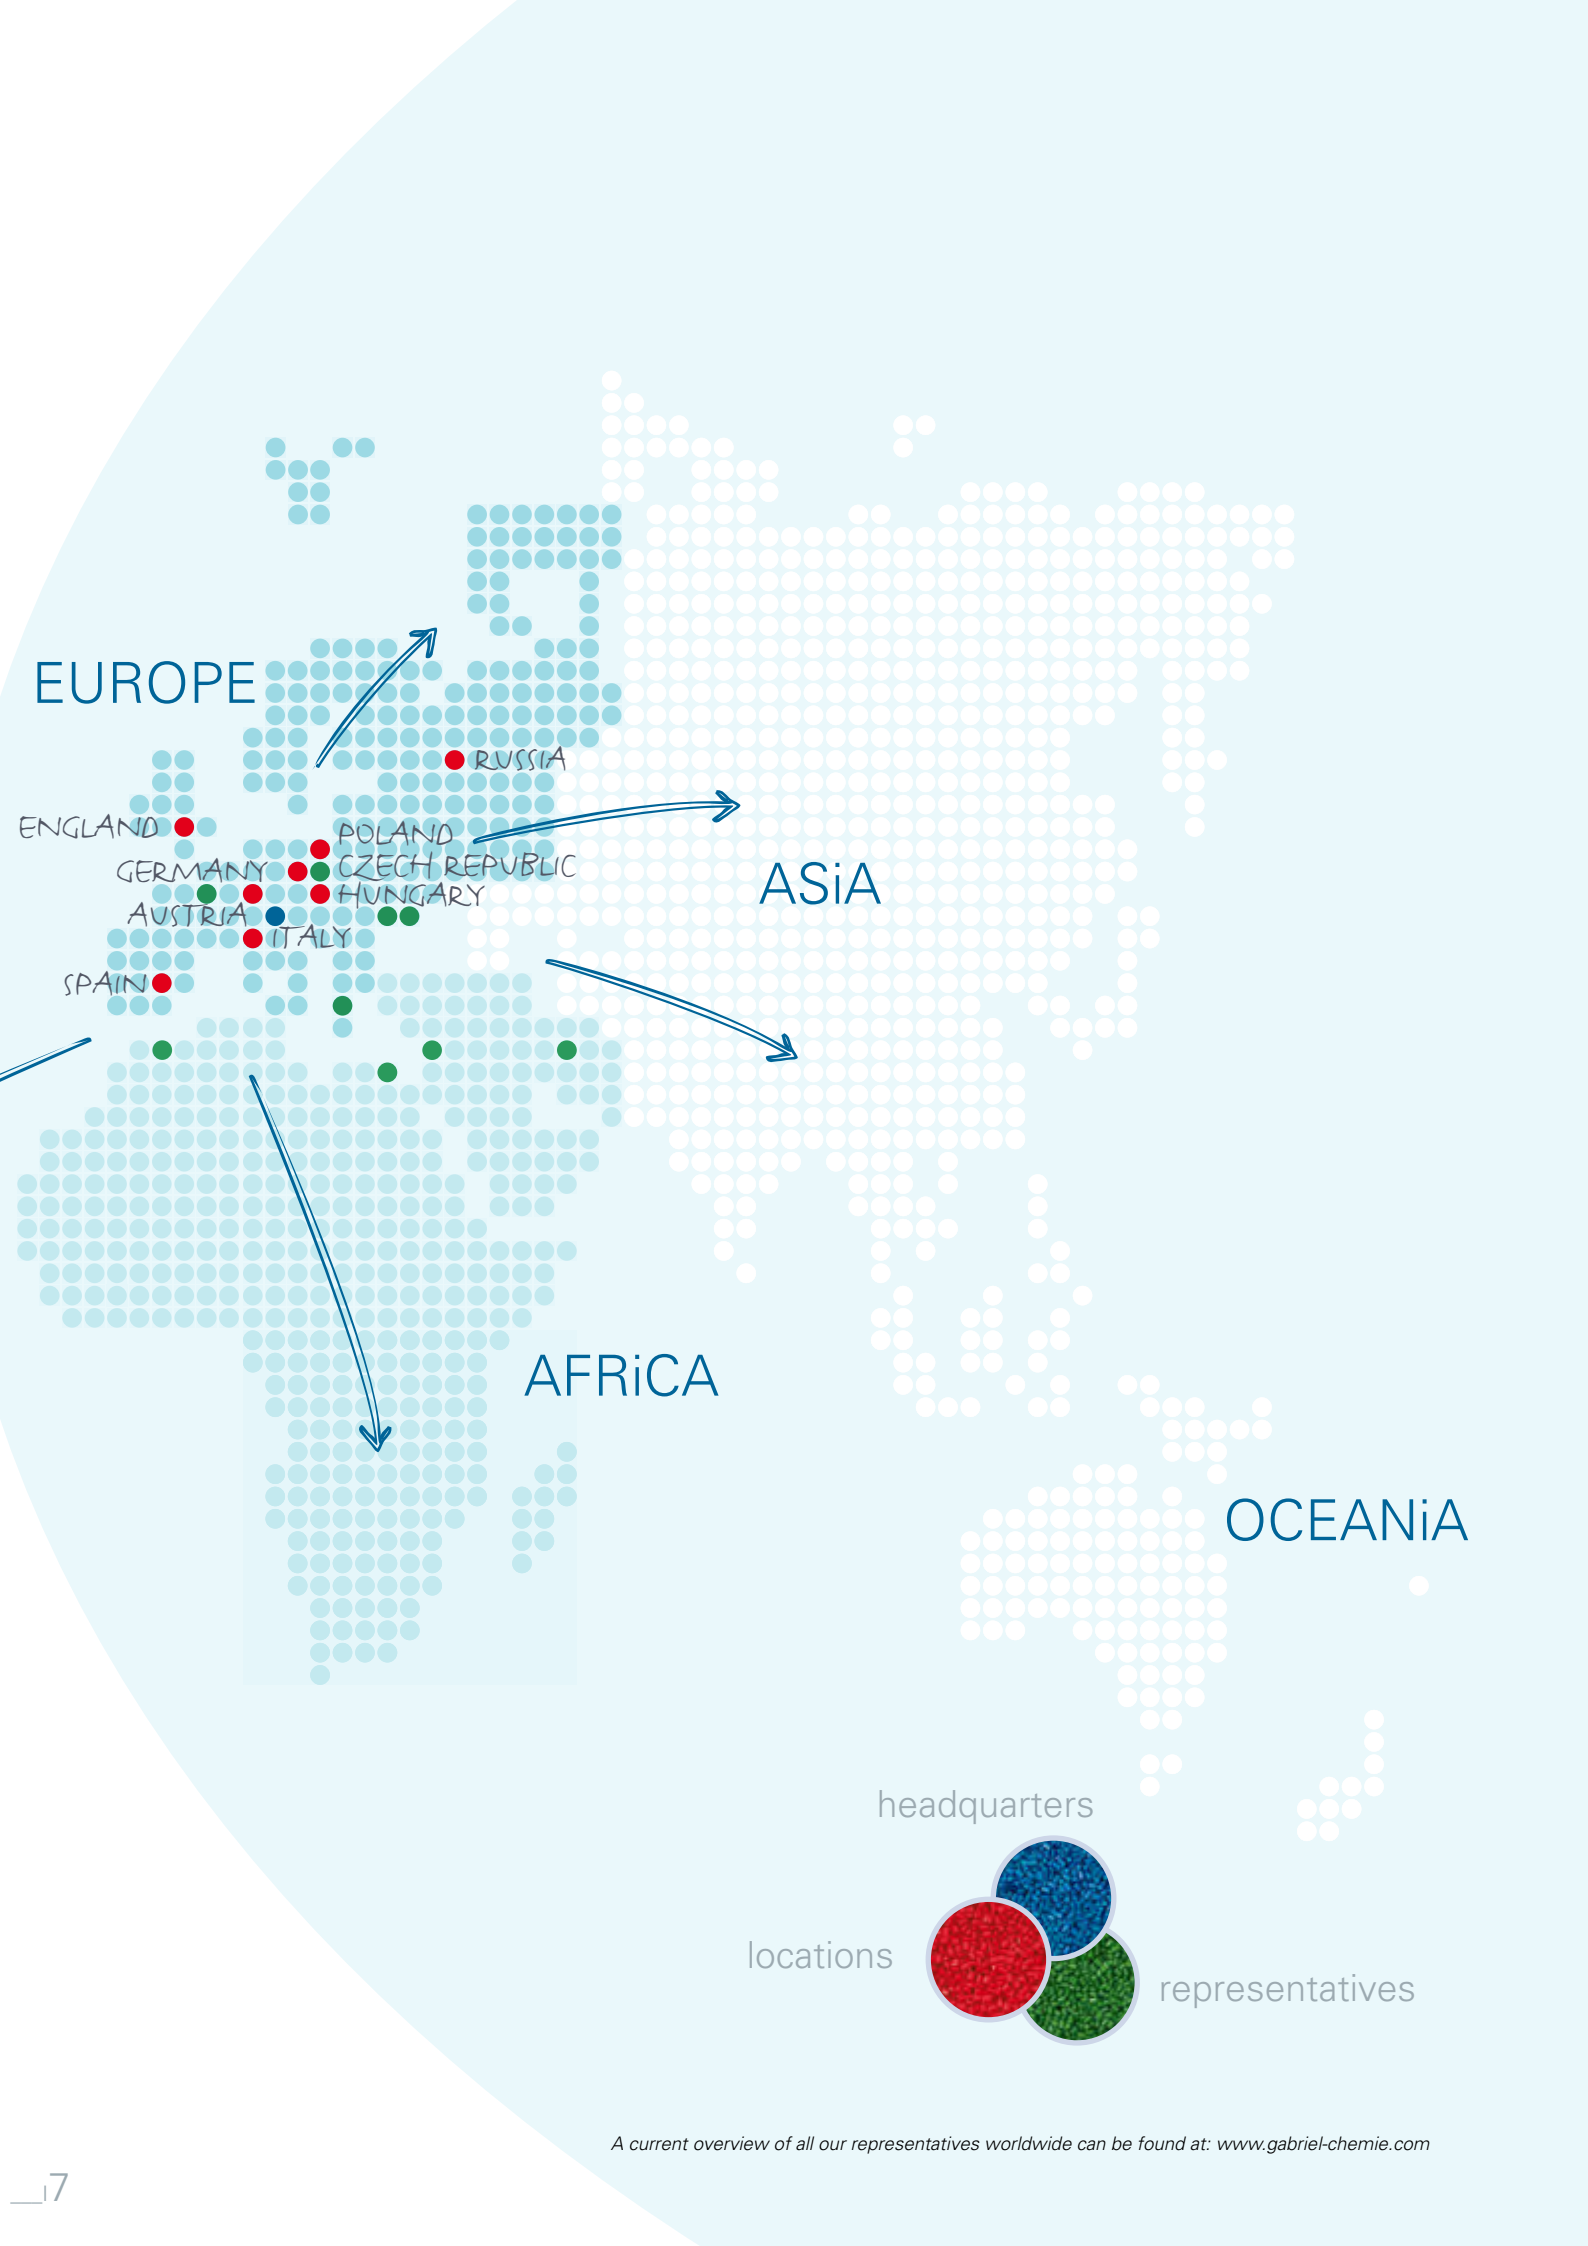 EUROPE
RUSSIA
ENGLAND
POLAND
GERMANY
CZECH REPUBLIC
HUNGARY
AUSTRIA
ITALY
SPAIN
ASiA
AFRiCA
OCEANiA
headquarters
locations
representatives
A current overview of all our representatives worldwide can be found at: www.gabriel-chemie.com
7